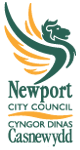 Newport
CITY COUNCIL
CYNGOR DINAS
Casnewydd